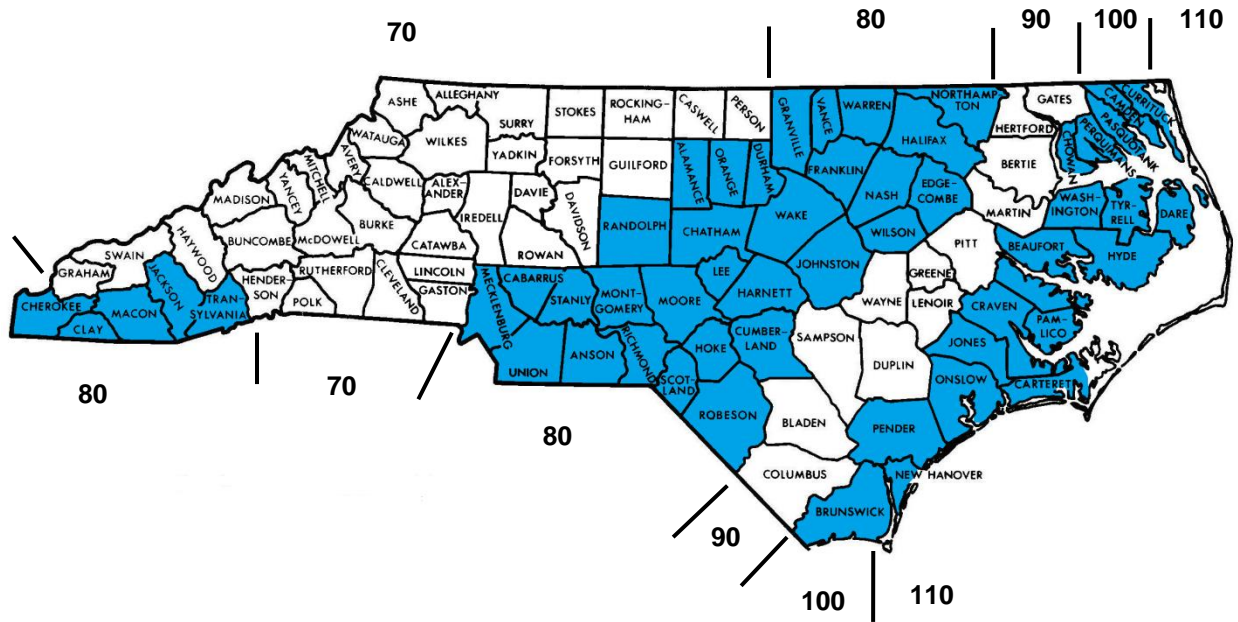 70
80
90
100
110
ASHE
ALLEGHANY
SURRY
STOKES
ROCKING-
HAM
CASWELL
PERSON
GRANVILLE
VANCE
WARREN
NORTHAMP-
TON
GATES
HERTFORD
CURRITUCK
CAMDEN
PASQUOTANK
PERQUIMANS
CHOWAN
WATAUGA
WILKES
YADKIN
FORSYTH
GUILFORD
ALAMANCE
ORANGE
DURHAM
FRANKLIN
HALIFAX
BERTIE
MITCHELL
AVERY
YANCEY
MADISON
CALDWELL
ALEX-
ANDER
IREDELL
DAVIE
DAVIDSON
RANDOLPH
CHATHAM
WAKE
NASH
EDGE-
COMBE
MARTIN
WASH-
INGTON
TYR-
RELL
DARE
HAYWOOD
BUNCOMBE
McDOWELL
BURKE
CATAWBA
ROWAN
WILSON
PITT
BEAUFORT
HYDE
SWAIN
GRAHAM
JACKSON
HENDER-
SON
RUTHERFORD
POLK
CLEVELAND
LINCOLN
GASTON
MECKLENBURG
CABARRUS
STANLY
MONT-
GOMERY
MOORE
LEE
HARNETT
JOHNSTON
WAYNE
GREENE
LENOIR
CRAVEN
PAM-
LICO
CHEROKEE
CLAY
MACON
TRAN-
SYLVANIA
UNION
ANSON
RICHMOND
SCOT-
LAND
HOKE
CUMBER-
LAND
SAMPSON
DUPLIN
JONES
ONSLOW
CARTERET
80
70
80
ROBESON
BLADEN
PENDER
COLUMBUS
NEW HANOVER
BRUNSWICK
90
100
110